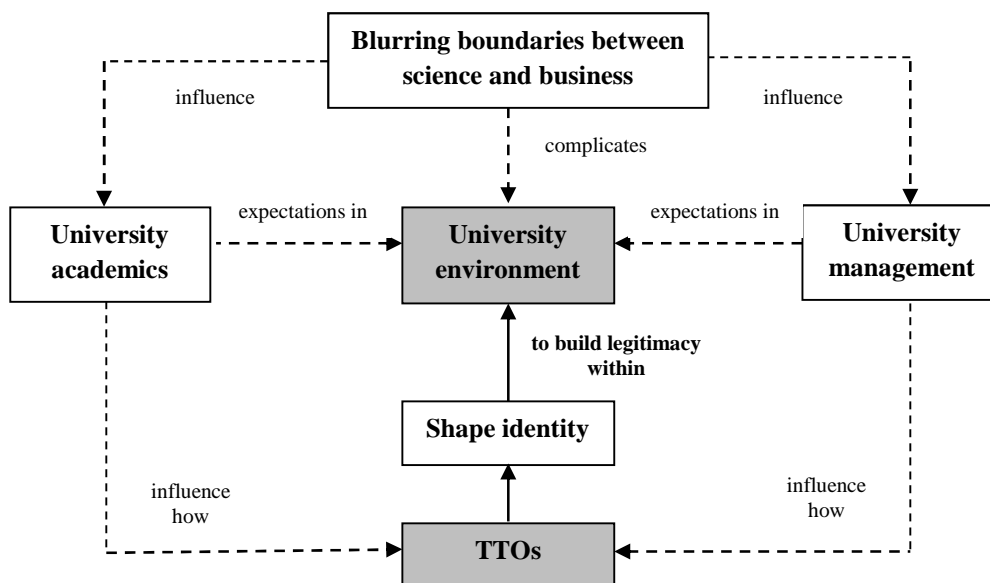 Blurring boundaries between
science and business
influence
influence
complicates
expectations in
expectations in
University
academics
University
environment
University
management
to build legitimacy
within
Shape identity
influence
how
influence
how
TTOs